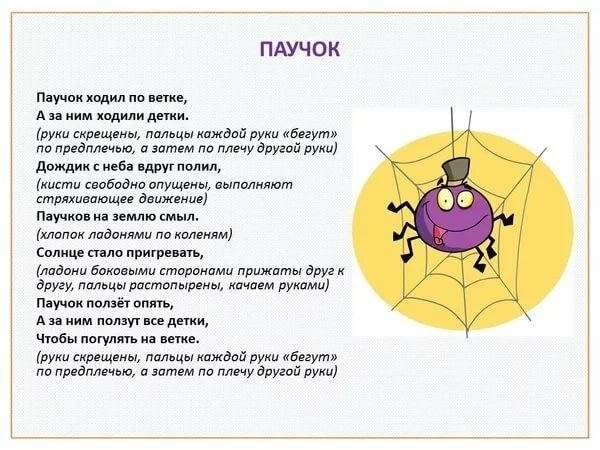 ПАУЧОК
Паучок ходил по ветке,
А за ним ходили детки.
(руки скрещены, пальцы каждой руки «бегут»
по предплечью, а затем по плечу другой руки)
Дождик с неба вдруг полил,
(кисти свободно опущены, выполняют
стряхивающее движение)
Паучков на землю смыл.
(хлопок ладонями по коленям)
Солнце стало пригревать,
(ладони боковыми сторонами прижаты друг к
другу, пальцы растопырены, качаем руками)
Паучок ползёт опять,
А за ним ползут все детки,
Чтобы погулять на ветке.
(руки скрещены, пальцы каждой руки «бегут»
по предплечью, а затем по плечу другой руки)